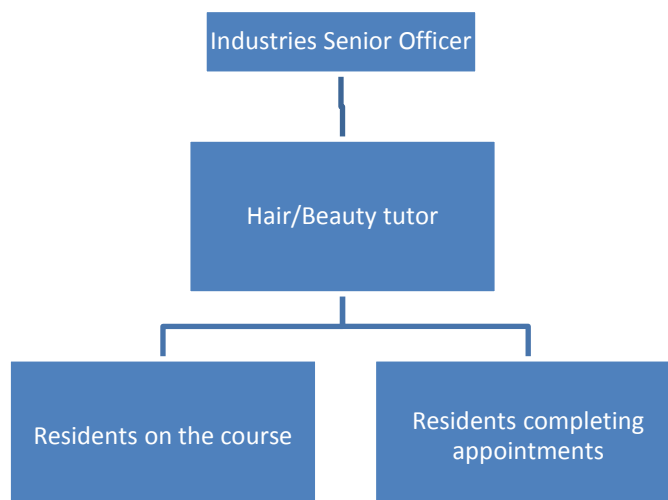 Industries Senior Officer
Hair/Beauty tutor
Residents on the course
Residents completing
appointments